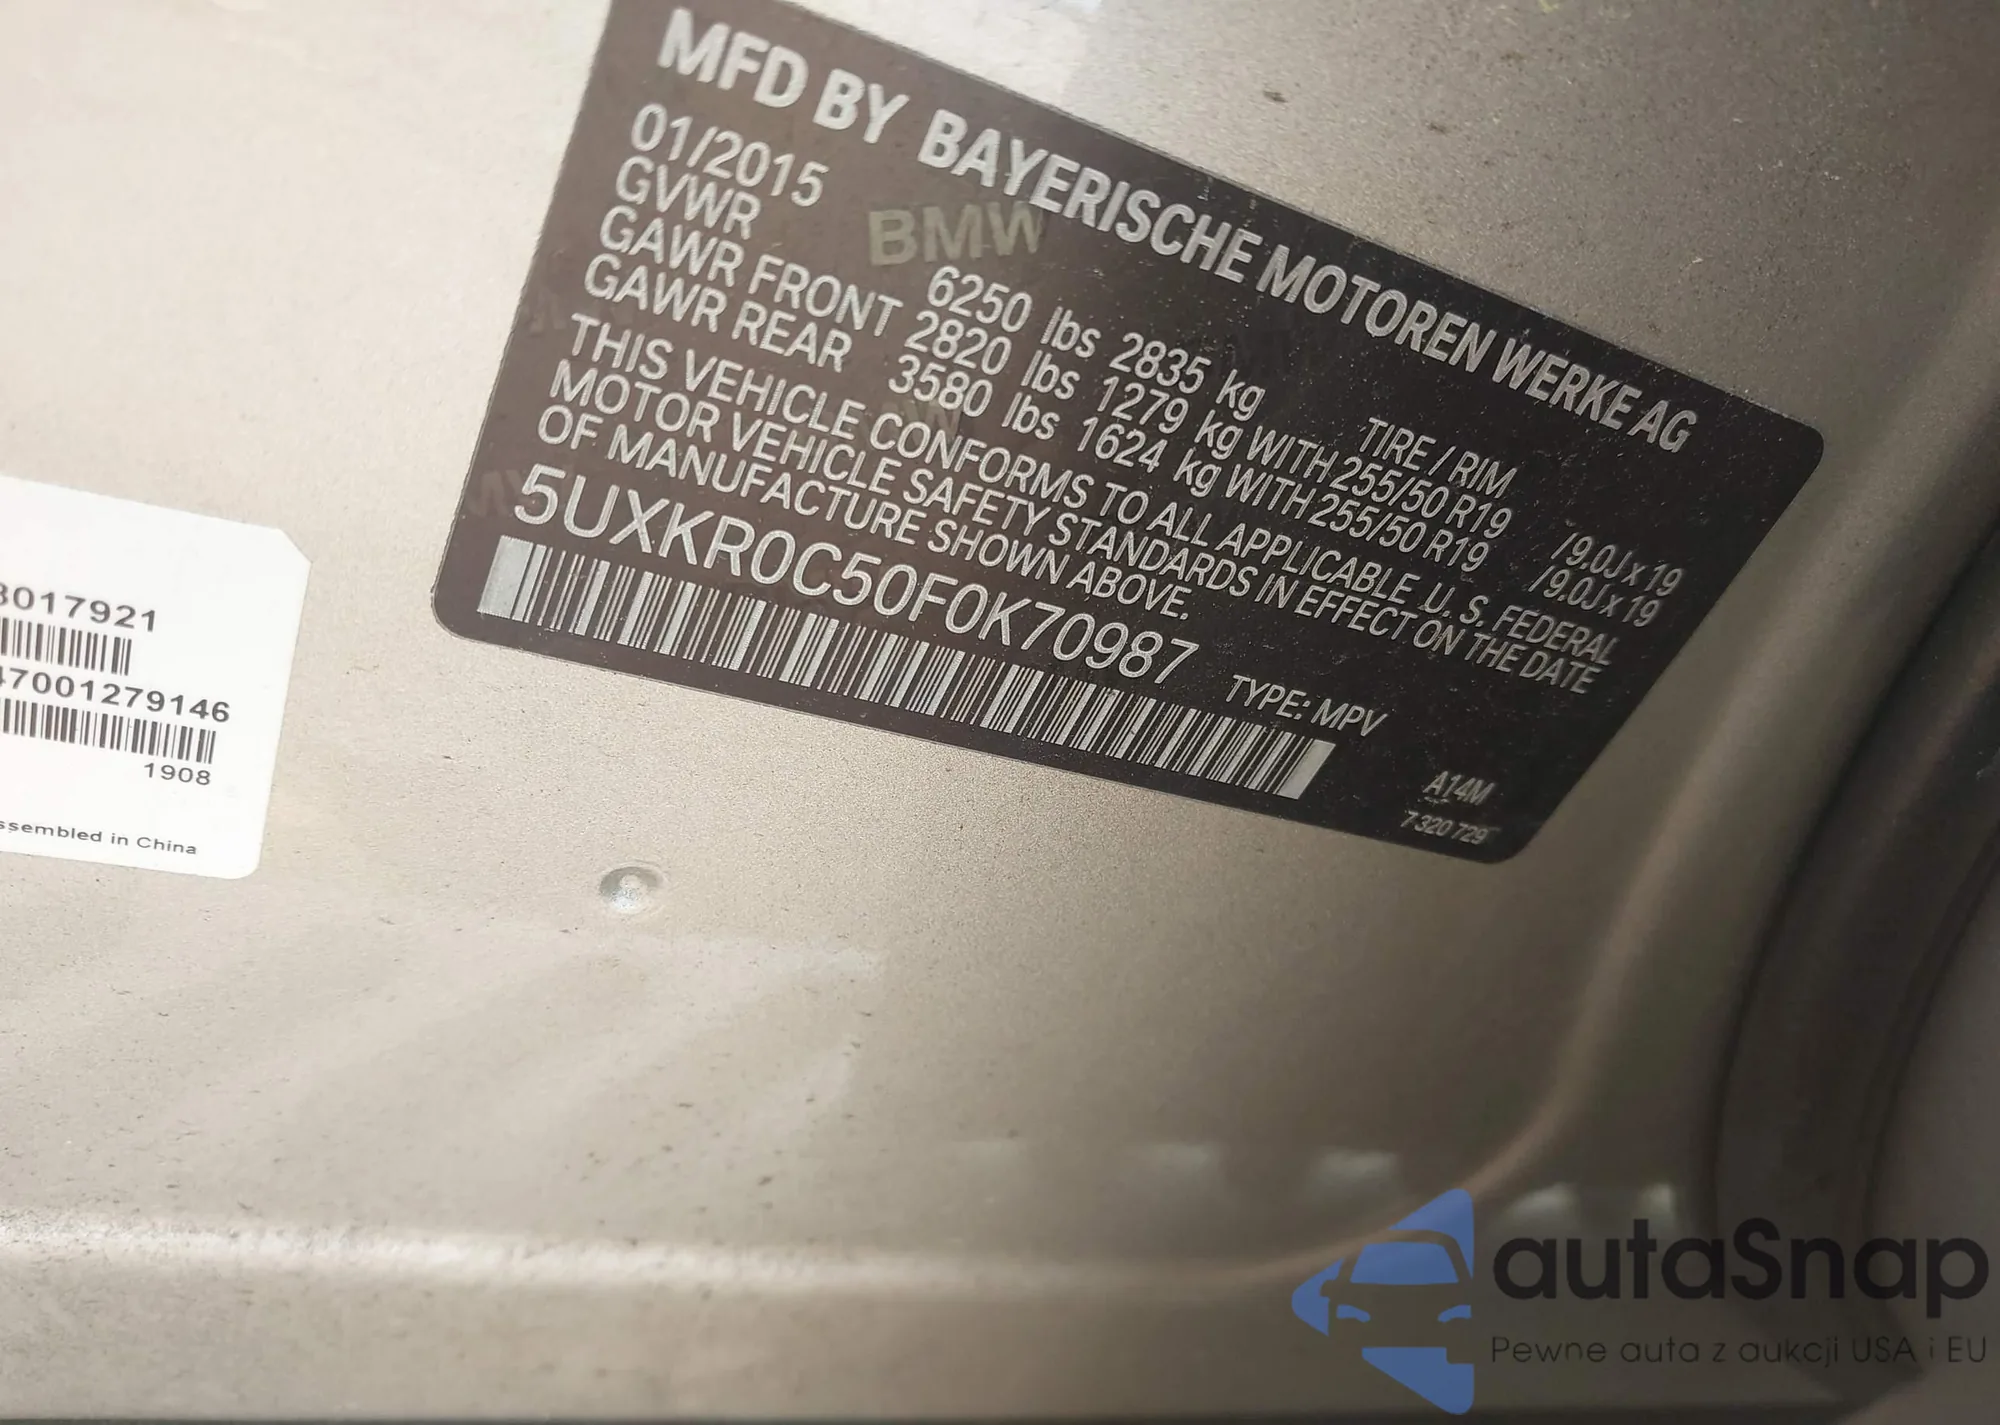 MFD BY BAYERISCHE MOTOREN WERKE AG
01/2015
BMW
GVWR 6250 lbs 2835 kg TIRE / RIM
GAWR FRONT 2820 lbs 1279 kg WITH 255/50 R19 /9.0J x 19
GAWR REAR 3580 lbs 1624 kg WITH 255/50 R19 /9.0J x 19
THIS VEHICLE CONFORMS TO ALL APPLICABLE U. S. FEDERAL
MOTOR VEHICLE SAFETY STANDARDS IN EFFECT ON THE DATE
OF MANUFACTURE SHOWN ABOVE.
5UXKR0C50F0K70987 TYPE: MPV
A14M
7 320 729
3017921
47001279146
1908
ssembled in China
autaSnap
Pewne auta z aukcji USA i EU